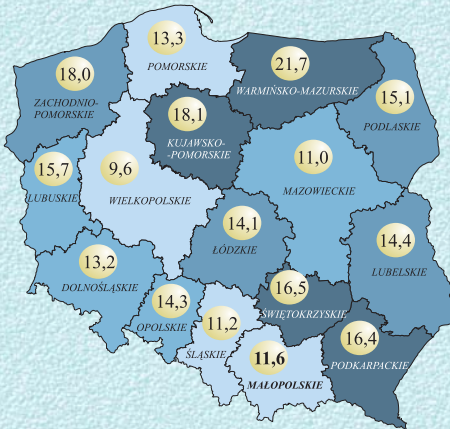 13,3
POMORSKIE
21,7
WARMIŃSKO-MAZURSKIE
18,0
ZACHODNIO-
POMORSKIE
15,1
PODLASKIE
18,1
KUJAWSKO-
-POMORSKIE
15,7
LUBUSKIE
9,6
WIELKOPOLSKIE
11,0
MAZOWIECKIE
14,1
ŁÓDZKIE
14,4
LUBELSKIE
13,2
DOLNOŚLĄSKIE
14,3
OPOLSKIE
16,5
ŚWIĘTOKRZYSKIE
11,2
ŚLĄSKIE
11,6
MAŁOPOLSKIE
16,4
PODKARPACKIE